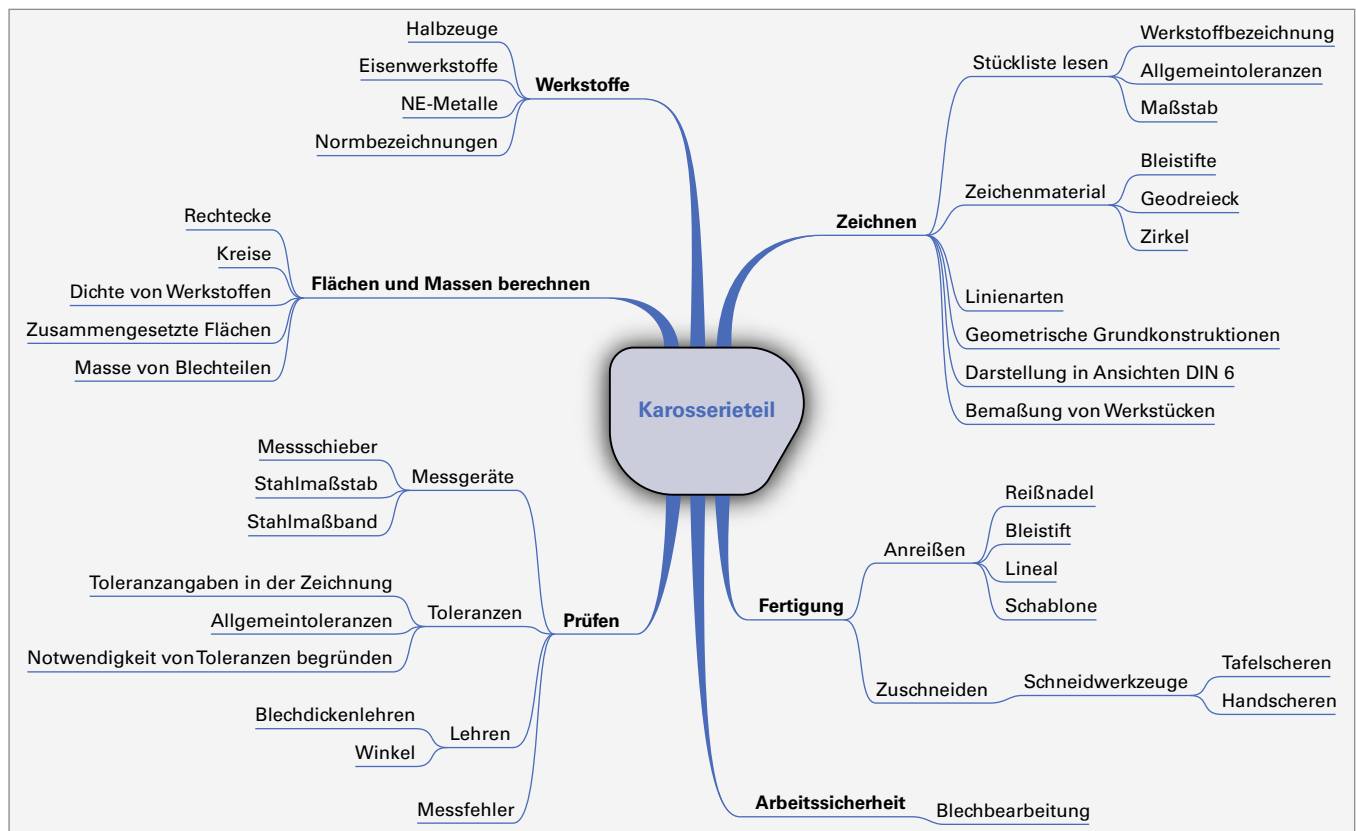 Karosserieteil
Werkstoffe
Halbzeuge
Eisenwerkstoffe
NE-Metalle
Normbezeichnungen
Flächen und Massen berechnen
Rechtecke
Kreise
Dichte von Werkstoffen
Zusammengesetzte Flächen
Masse von Blechteilen
Prüfen
Messgeräte
Messschieber
Stahlmaßstab
Stahlmaßband
Toleranzen
Toleranzangaben in der Zeichnung
Allgemeintoleranzen
Notwendigkeit von Toleranzen begründen
Lehren
Blechdickenlehren
Winkel
Messfehler
Zeichnen
Stückliste lesen
Werkstoffbezeichnung
Allgemeintoleranzen
Maßstab
Zeichenmaterial
Bleistifte
Geodreieck
Zirkel
Linienarten
Geometrische Grundkonstruktionen
Darstellung in Ansichten DIN 6
Bemaßung von Werkstücken
Fertigung
Anreißen
Reißnadel
Bleistift
Lineal
Schablone
Zuschneiden
Schneidwerkzeuge
Tafelscheren
Handscheren
Arbeitssicherheit
Blechbearbeitung